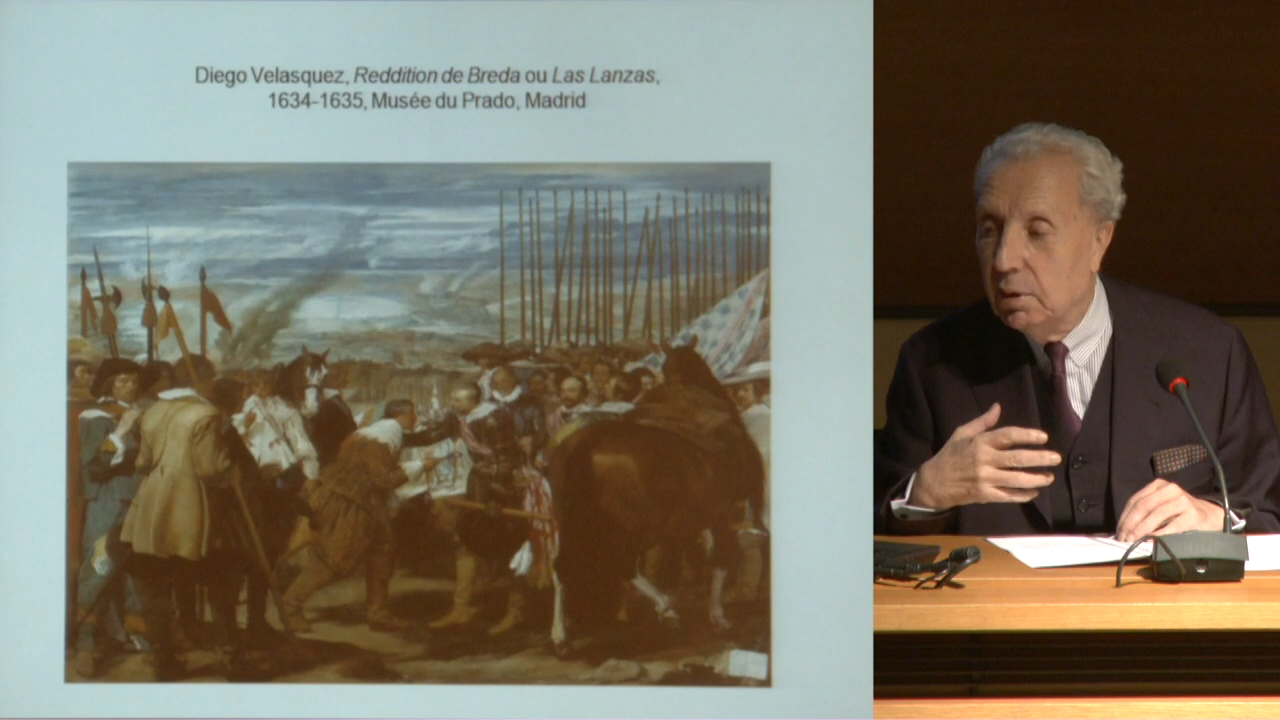 Diego Velasquez, Reddition de Breda ou Las Lanzas,
1634-1635, Musée du Prado, Madrid